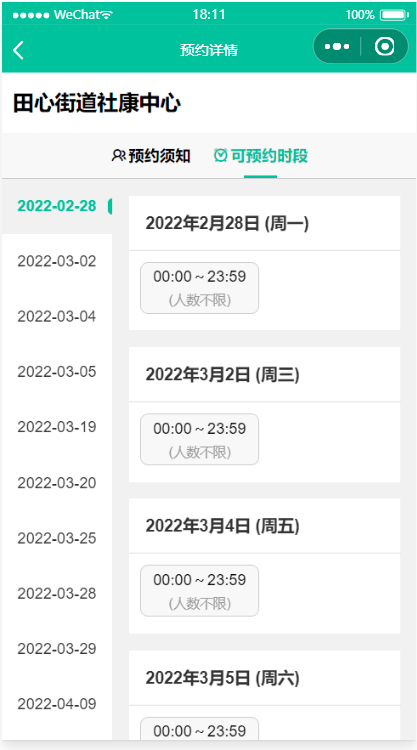 WeChat
18:11
100%
预约详情
田心街道社康中心
预约须知
可预约时段
2022-02-28
2022-03-02
2022-03-04
2022-03-05
2022-03-19
2022-03-20
2022-03-25
2022-03-28
2022-03-29
2022-04-09
2022年2月28日 (周一)
00:00 ~ 23:59
(人数不限)
2022年3月2日 (周三)
00:00 ~ 23:59
(人数不限)
2022年3月4日 (周五)
00:00 ~ 23:59
(人数不限)
2022年3月5日 (周六)
00:00 ~ 23:59